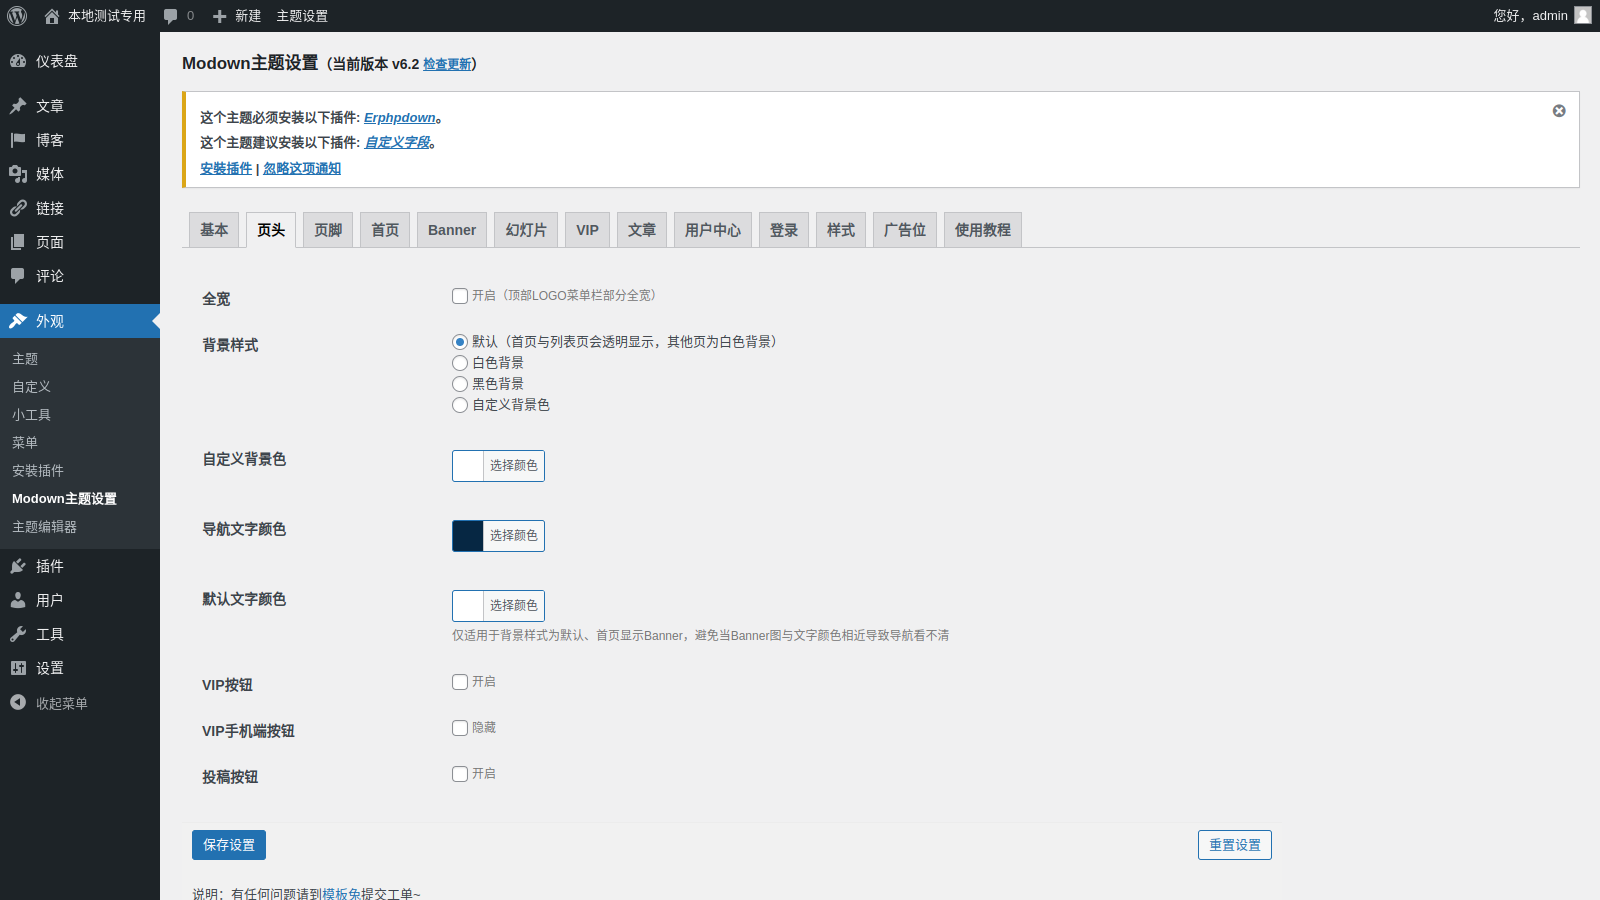 本地测试专用 0 新建 主题设置 您好，admin
仪表盘
文章
博客
媒体
链接
页面
评论
外观
主题
自定义
小工具
菜单
安装插件
Modown主题设置
主题编辑器
插件
用户
工具
设置
收起菜单
Modown主题设置（当前版本 v6.2 检查更新）
这个主题必须安装以下插件: Erphpdown。
这个主题建议安装以下插件: 自定义字段。
安装插件 | 忽略这项通知
基本 页头 页脚 首页 Banner 幻灯片 VIP 文章 用户中心 登录 样式 广告位 使用教程
全宽 开启（顶部LOGO菜单栏部分全宽）
背景样式 默认（首页与列表页会透明显示，其他页为白色背景）
白色背景
黑色背景
自定义背景色
自定义背景色 选择颜色
导航文字颜色 选择颜色
默认文字颜色 选择颜色
仅适用于背景样式为默认、首页显示Banner，避免当Banner图与文字颜色相近导致导航看不清
VIP按钮 开启
VIP手机端按钮 隐藏
投稿按钮 开启
保存设置 重置设置
说明：有任何问题请到模板兔提交工单~